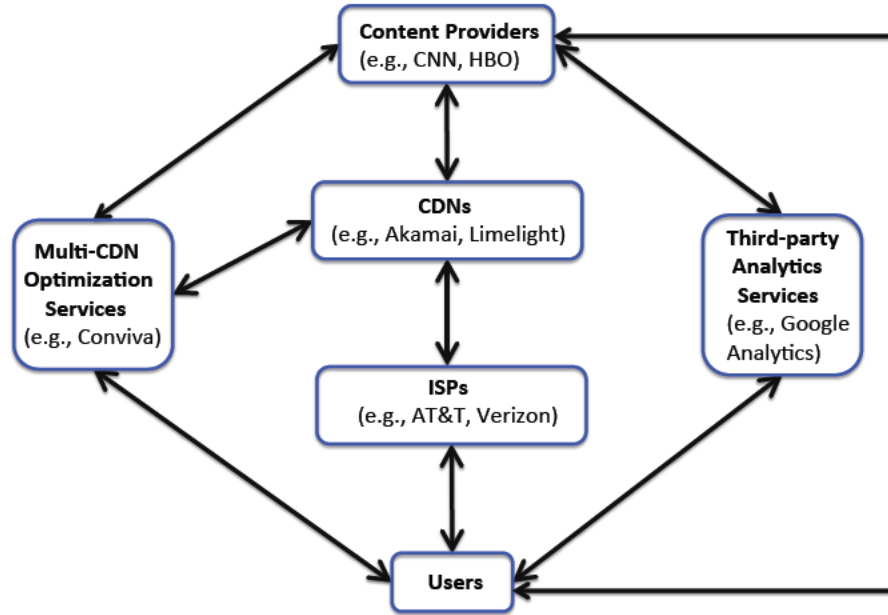 Content Providers
(e.g., CNN, HBO)
CDNs
(e.g., Akamai, Limelight)
Multi-CDN
Optimization
Services
(e.g., Conviva)
Third-party
Analytics
Services
(e.g., Google
Analytics)
ISPs
(e.g., AT&T, Verizon)
Users